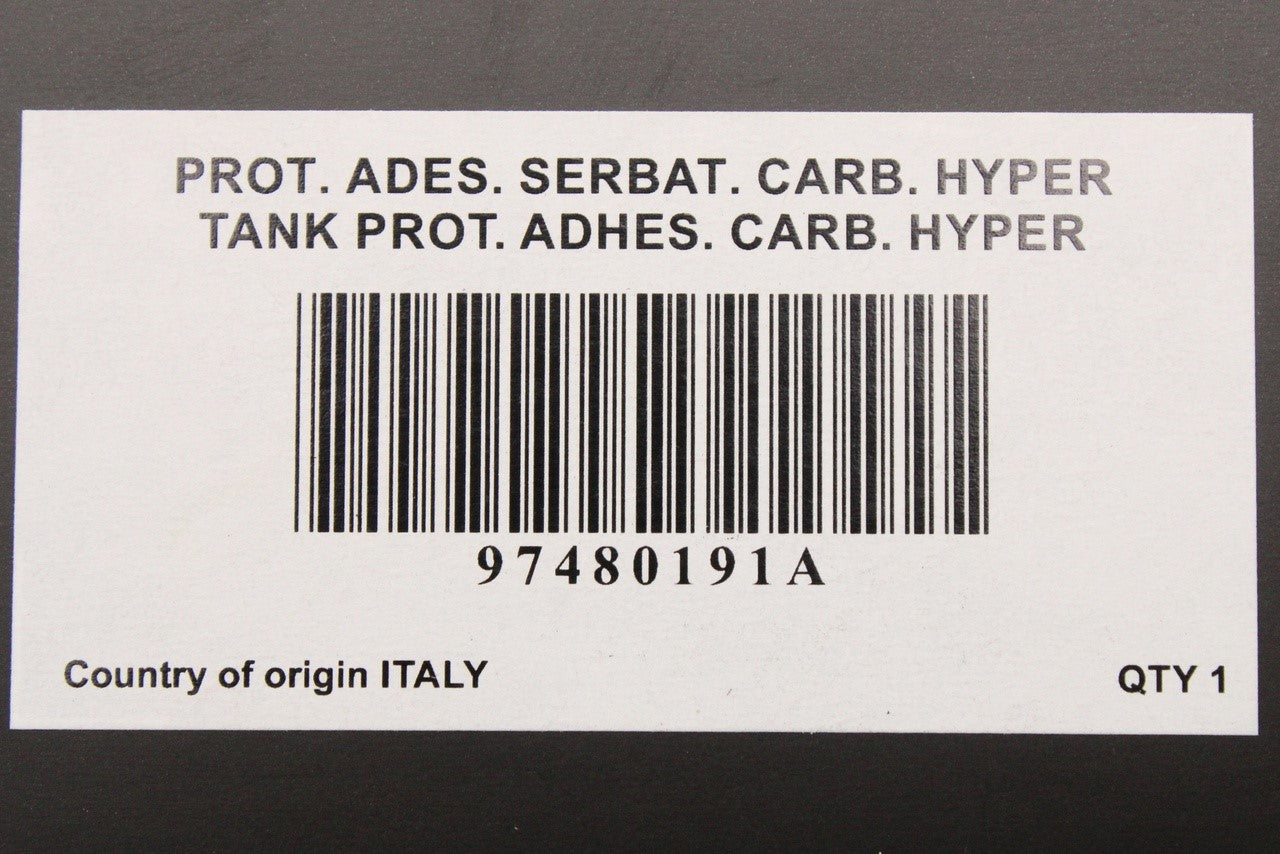 PROT. ADES. SERBAT. CARB. HYPER
TANK PROT. ADHES. CARB. HYPER
97480191A
Country of origin ITALY
QTY 1